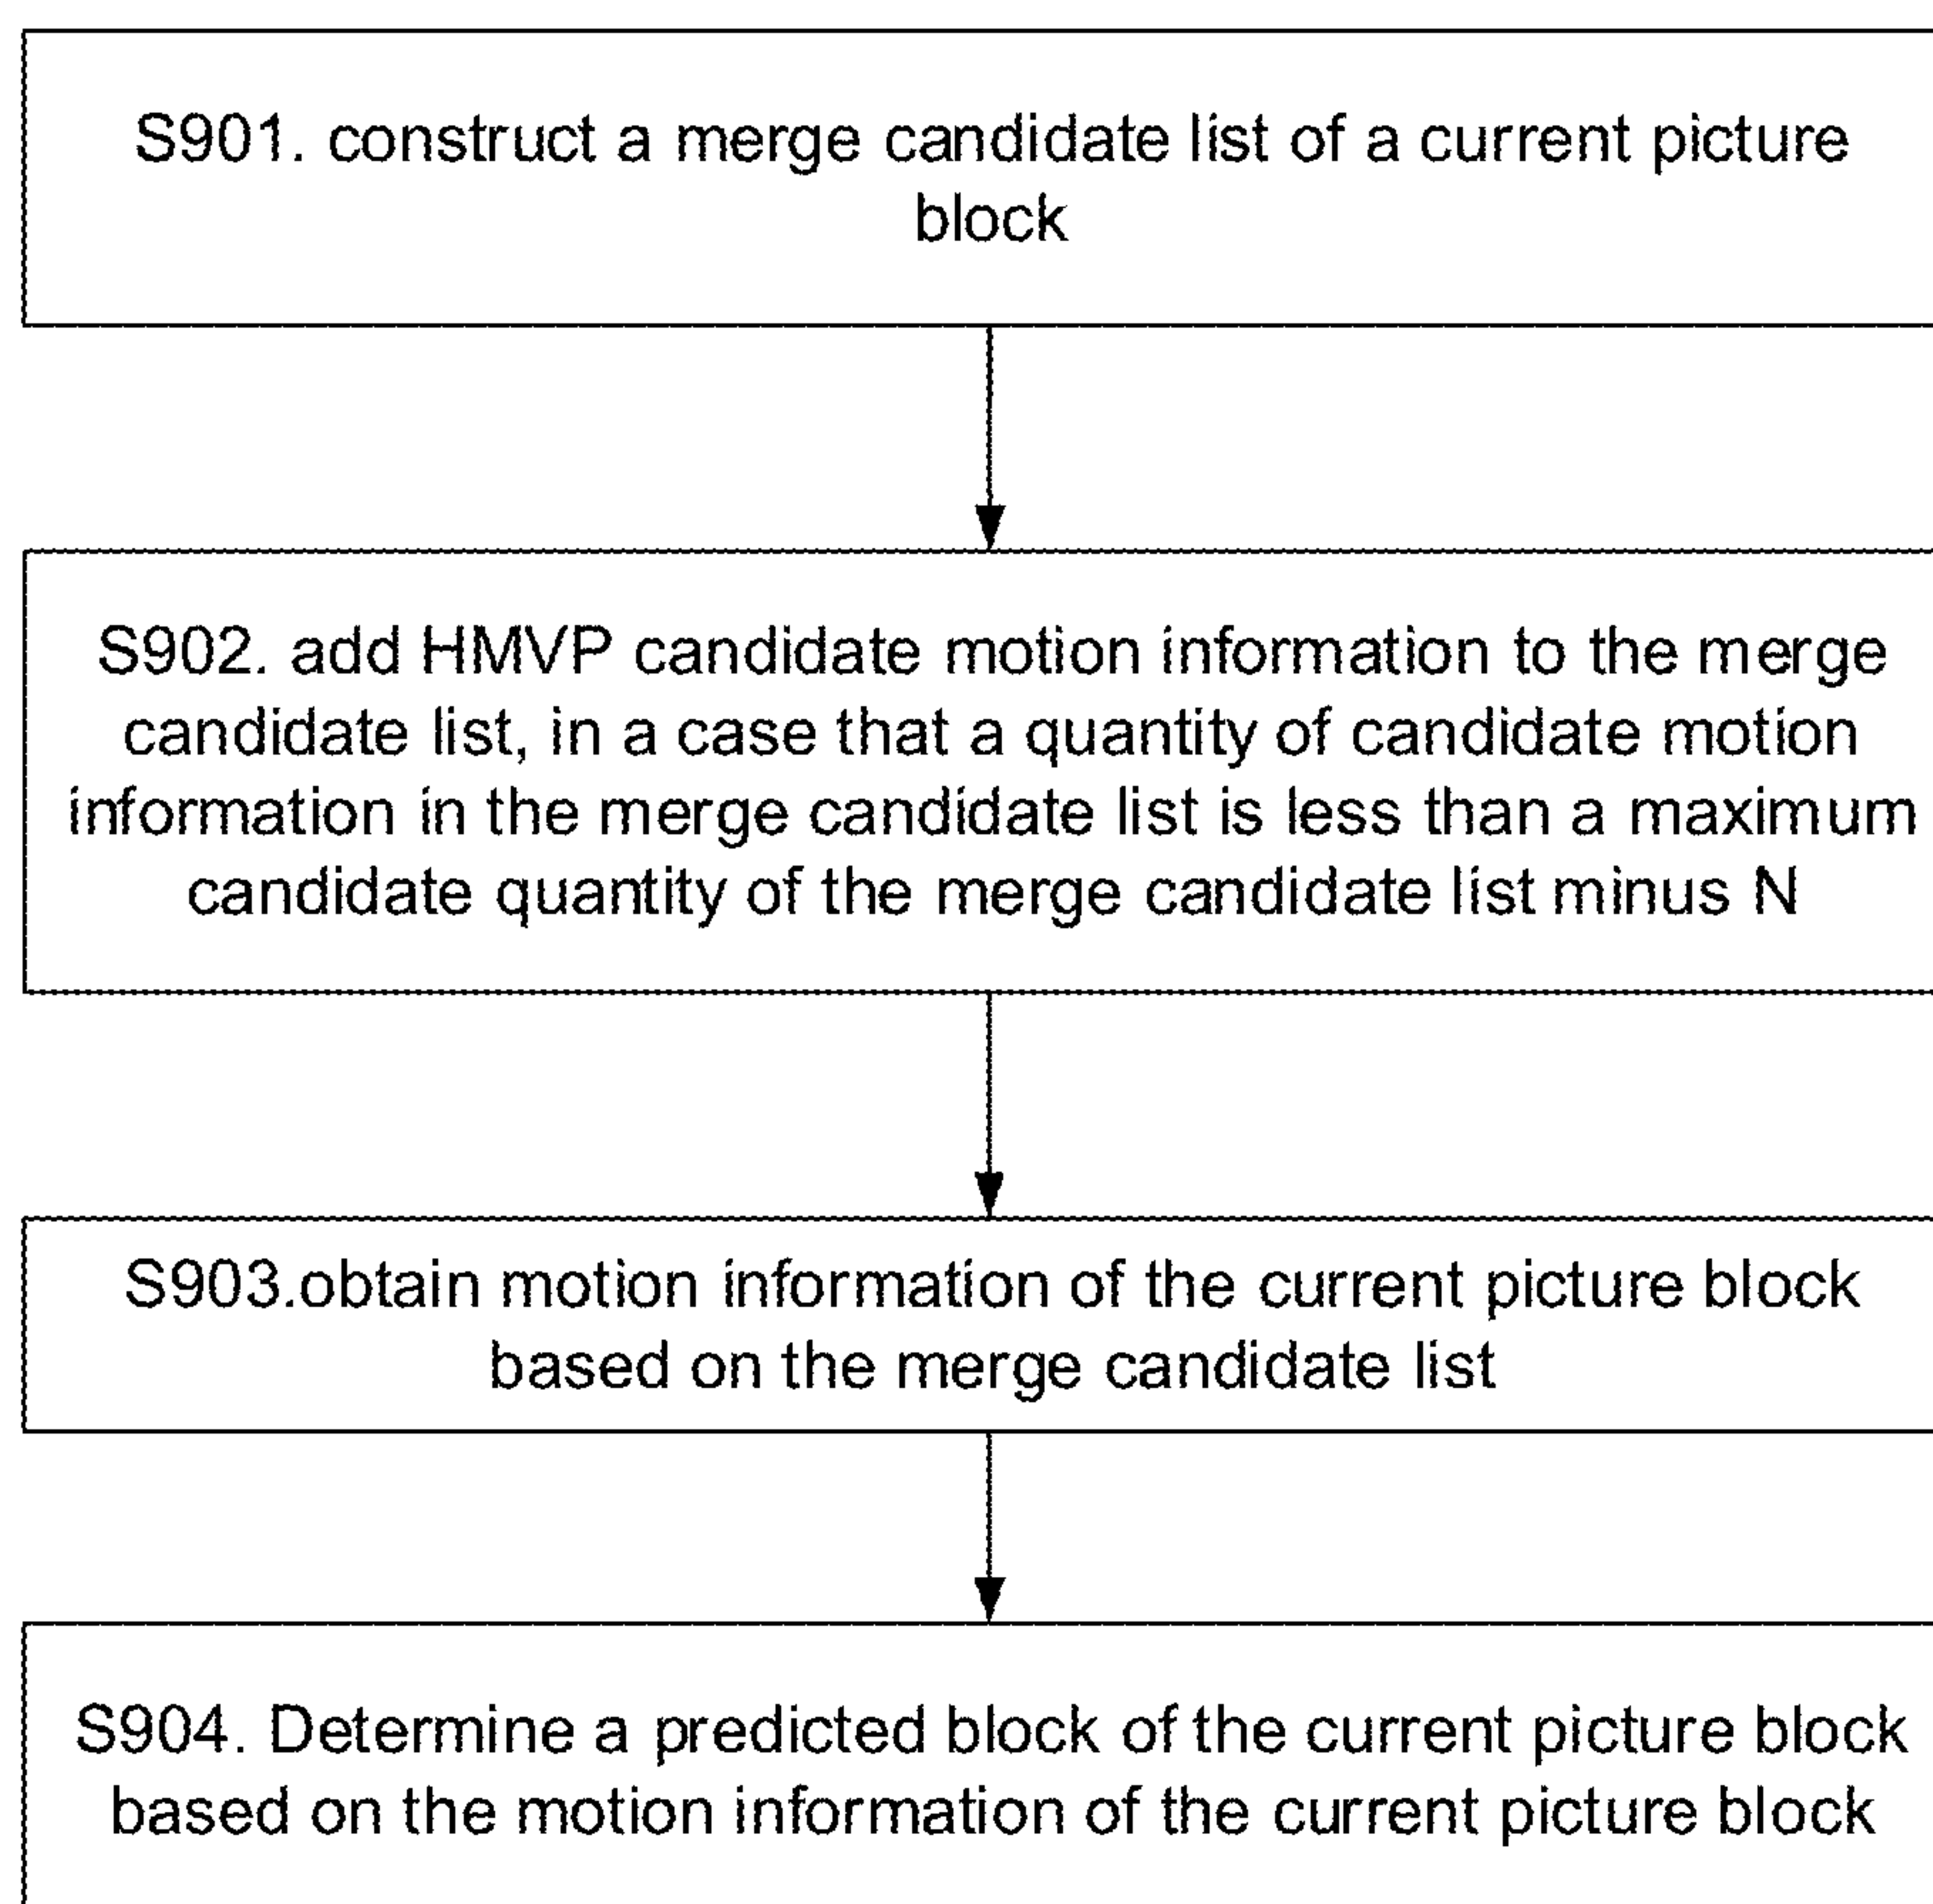 S901. construct a merge candidate list of a current picture
block
S902. add HMVP candidate motion information to the merge
candidate list, in a case that a quantity of candidate motion
information in the merge candidate list is less than a maximum
candidate quantity of the merge candidate list minus N
S903.obtain motion information of the current picture block
based on the merge candidate list
S904. Determine a predicted block of the current picture block
based on the motion information of the current picture block